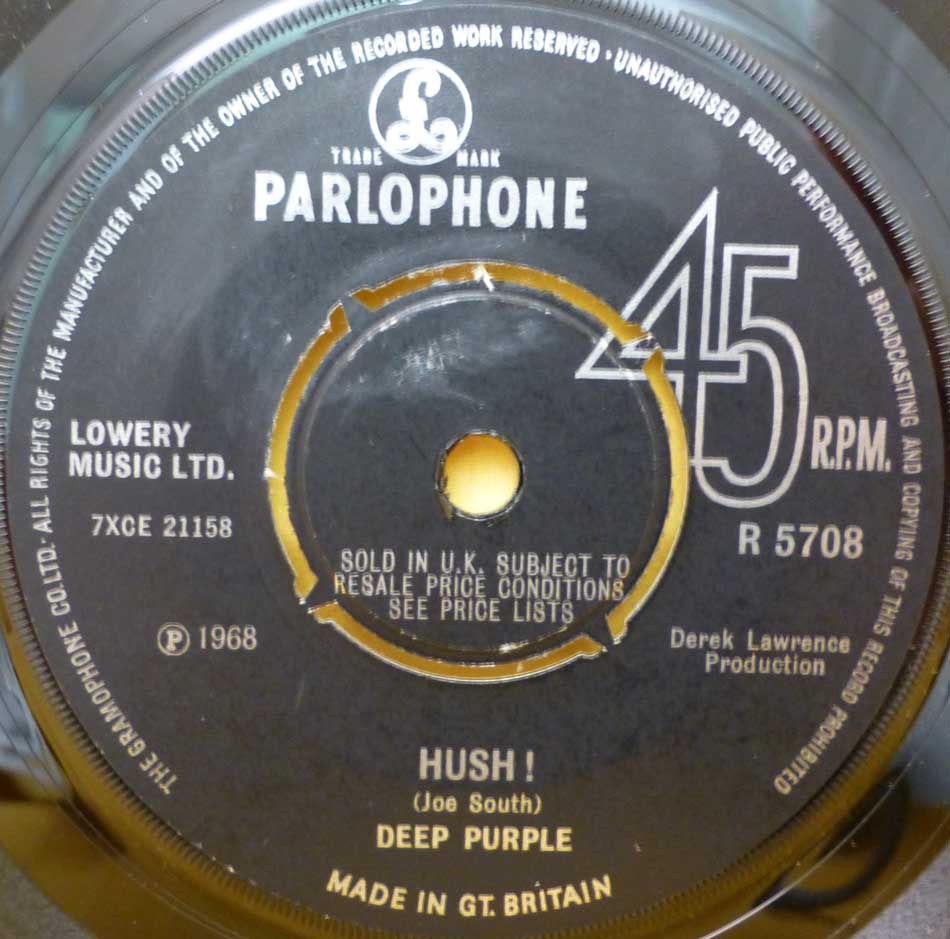 THE GRAMOPHONE CO.LTD.· ALL RIGHTS OF THE MANUFACTURER AND OF THE OWNER OF THE RECORDED WORK RESERVED · UNAUTHORISED PUBLIC PERFORMANCE BROADCASTING AND COPYING OF THIS RECORD PROHIBITED
£
TRADE MARK
PARLOPHONE
45
R.P.M.
LOWERY
MUSIC LTD.
7XCE 21158
R 5708
SOLD IN U.K. SUBJECT TO
RESALE PRICE CONDITIONS
SEE PRICE LISTS
℗ 1968
Derek Lawrence
Production
HUSH!
(Joe South)
DEEP PURPLE
MADE IN GT. BRITAIN